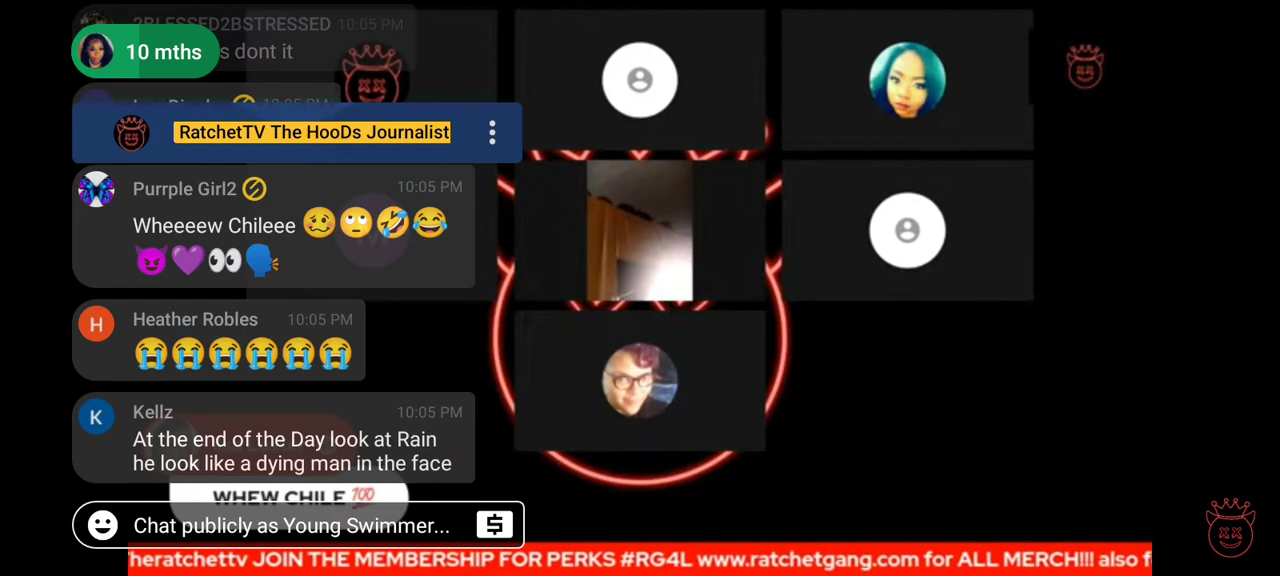 2BLESSED2BSTRESSED 10:05 PM
10 mths
s dont it
10:05 PM
RatchetTV The HooDs Journalist
Purrple Girl2 10:05 PM
Wheeeew Chileee 🥴🙄🤣😂
😈💜👀🗣
H
Heather Robles 10:05 PM
😭😭😭😭😭😭
K
Kellz 10:05 PM
At the end of the Day look at Rain
he look like a dying man in the face
WHEW CHILE 💯
Chat publicly as Young Swimmer...
heratchettv JOIN THE MEMBERSHIP FOR PERKS #RG4L www.ratchetgang.com for ALL MERCH!!! also f